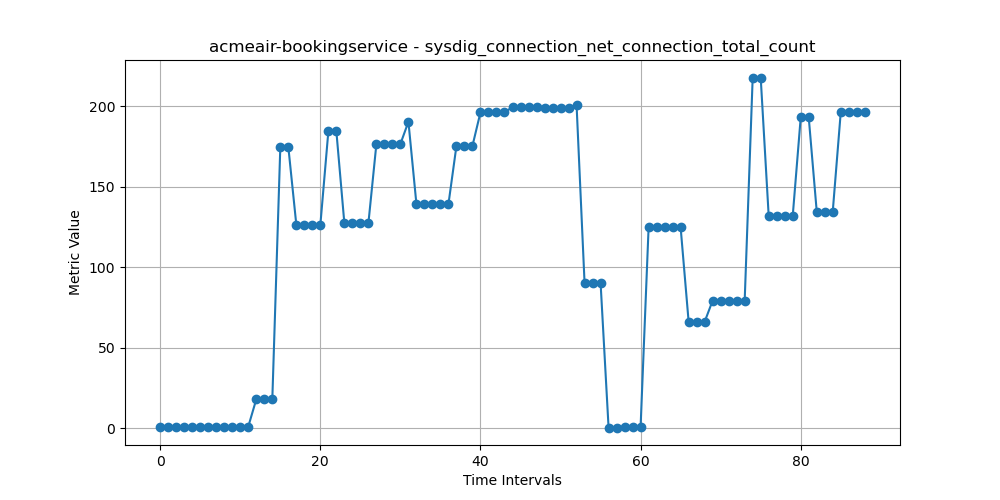 acmeair-bookingservice - sysdig_connection_net_connection_total_count
Metric Value
200
150
100
50
0
0 20 40 60 80
Time Intervals